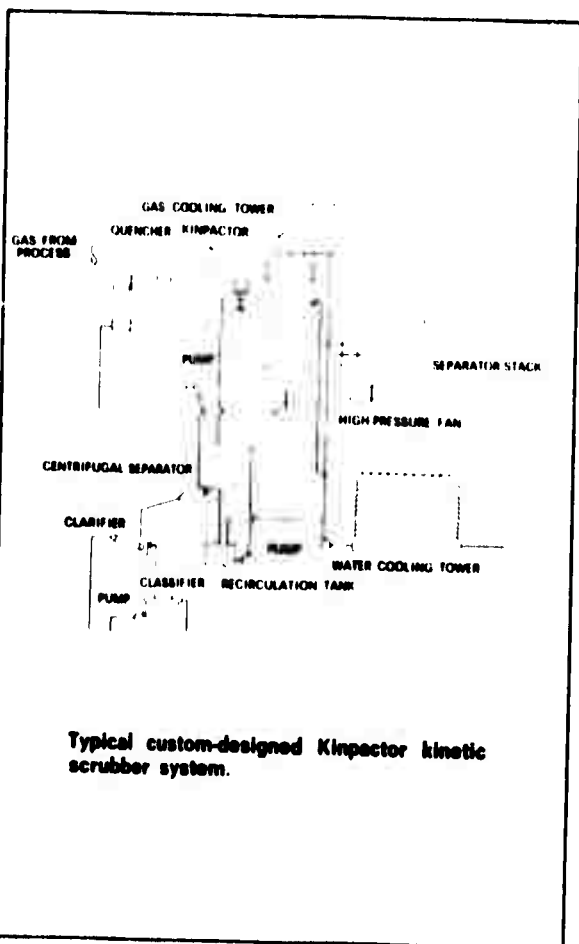 GAS COOLING TOWER
QUENCHER KINPACTOR
GAS FROM
PROCESS
PUMP
SEPARATOR STACK
HIGH PRESSURE FAN
CENTRIFUGAL SEPARATOR
CLARIFIER
PUMP
WATER COOLING TOWER
CLASSIFIER RECIRCULATION TANK
PUMP
Typical custom-designed Kinpactor kinetic
scrubber system.